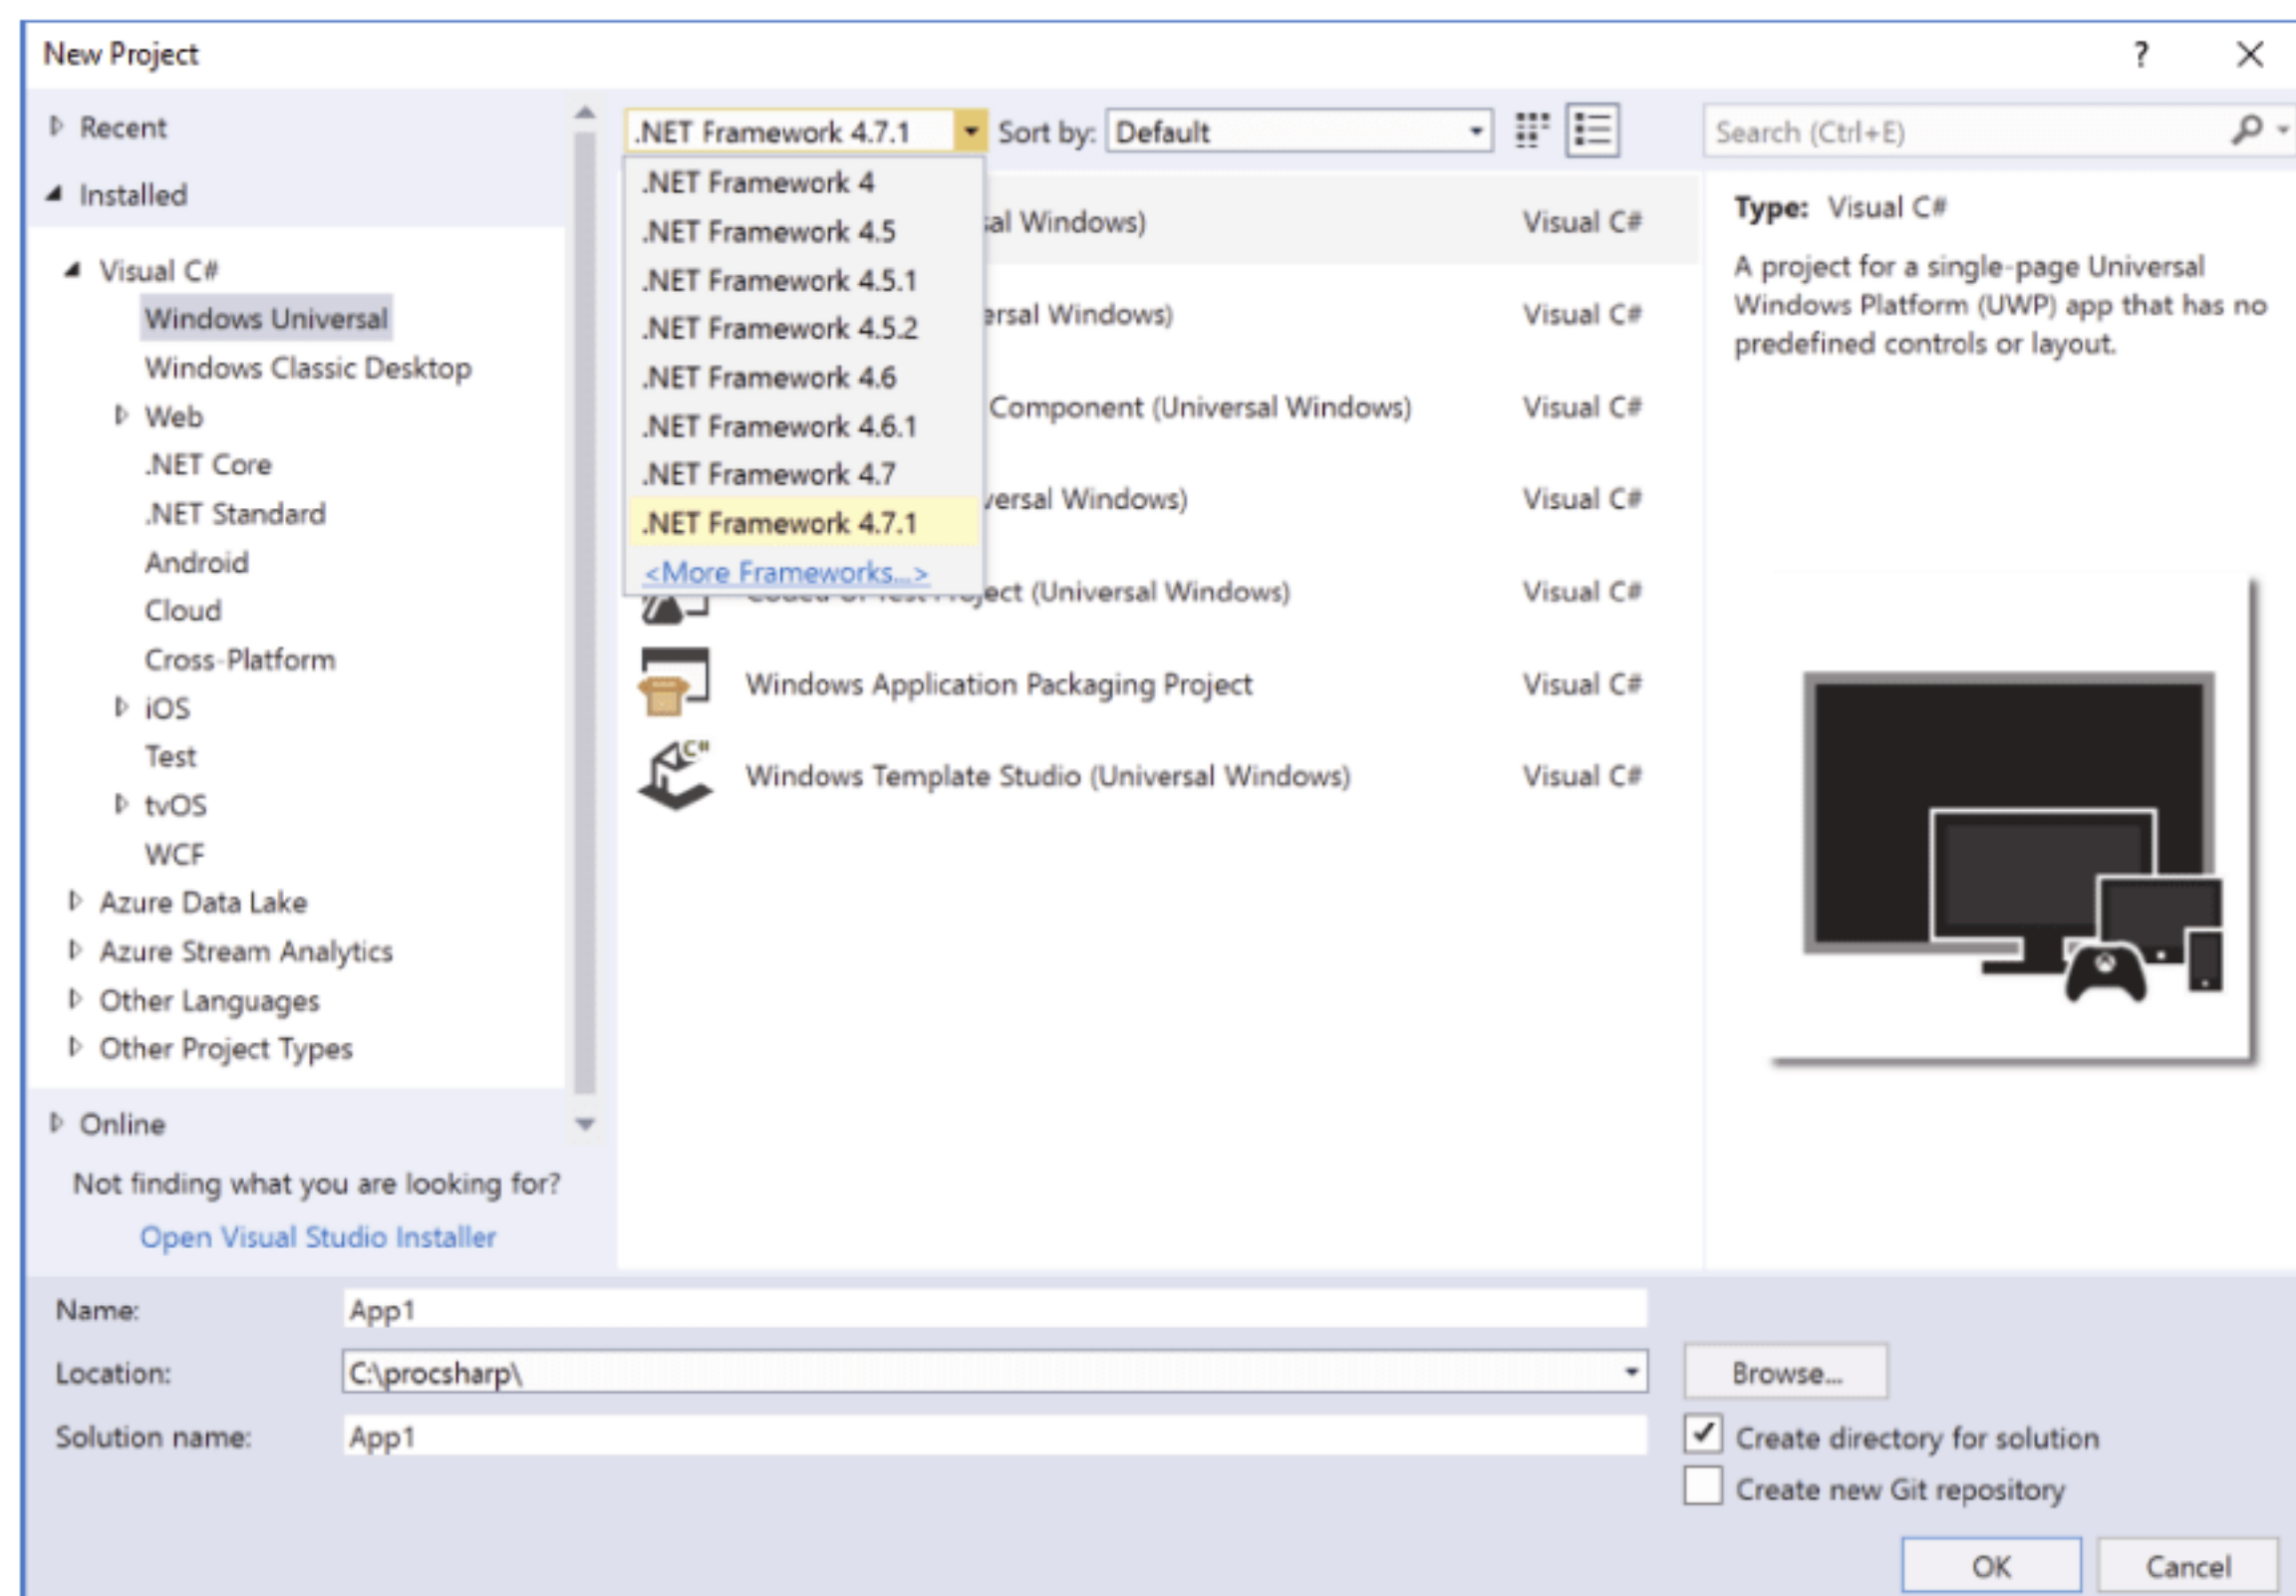 New Project
?
Recent
Installed
Visual C#
Windows Universal
Windows Classic Desktop
Web
.NET Core
.NET Standard
Android
Cloud
Cross-Platform
iOS
Test
tvOS
WCF
Azure Data Lake
Azure Stream Analytics
Other Languages
Other Project Types
Online
Not finding what you are looking for?
Open Visual Studio Installer
.NET Framework 4.7.1 Sort by: Default
.NET Framework 4
.NET Framework 4.5
.NET Framework 4.5.1
.NET Framework 4.5.2
.NET Framework 4.6
.NET Framework 4.6.1
.NET Framework 4.7
.NET Framework 4.7.1
<More Frameworks...>
Windows) Visual C#
Windows) Visual C#
Component (Universal Windows) Visual C#
Windows) Visual C#
(Universal Windows) Visual C#
Windows Application Packaging Project Visual C#
C#
Windows Template Studio (Universal Windows) Visual C#
Search (Ctrl+E)
Type: Visual C#
A project for a single-page Universal
Windows Platform (UWP) app that has no
predefined controls or layout.
Name: App1
Location: C:\procsharp\
Browse...
Solution name: App1
Create directory for solution
Create new Git repository
OK Cancel